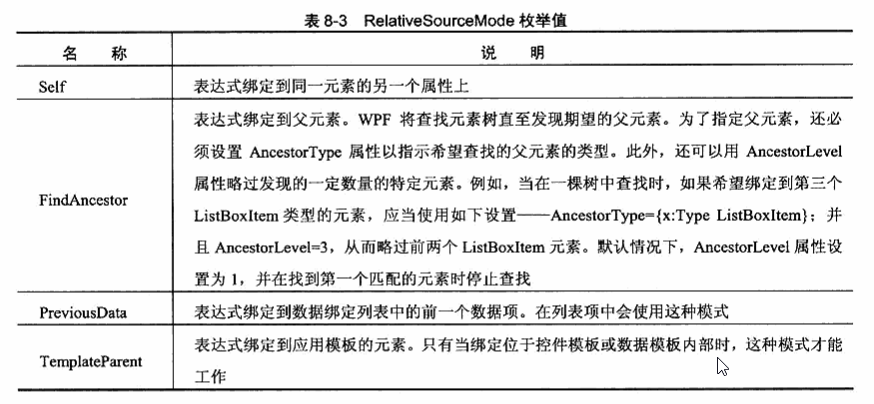 表 8-3 RelativeSourceMode 枚举值
名 称 说 明
Self 表达式绑定到同一元素的另一个属性上
表达式绑定到父元素。WPF 将查找元素树直至发现期望的父元素。为了指定父元素，还必
须设置 AncestorType 属性以指示希望查找的父元素的类型。此外，还可以用 AncestorLevel
属性略过发现的一定数量的特定元素。例如，当在一棵树中查找时，如果希望绑定到第三个
FindAncestor ListBoxItem 类型的元素，应当使用如下设置——AncestorType={x:Type ListBoxItem}；并
且 AncestorLevel=3，从而略过前两个 ListBoxItem 元素。默认情况下，AncestorLevel 属性设
置为 1，并在找到第一个匹配的元素时停止查找
PreviousData 表达式绑定到数据绑定列表中的前一个数据项。在列表项中会使用这种模式
TemplateParent 表达式绑定到应用模板的元素。只有当绑定位于控件模板或数据模板内部时，这种模式才能
工作